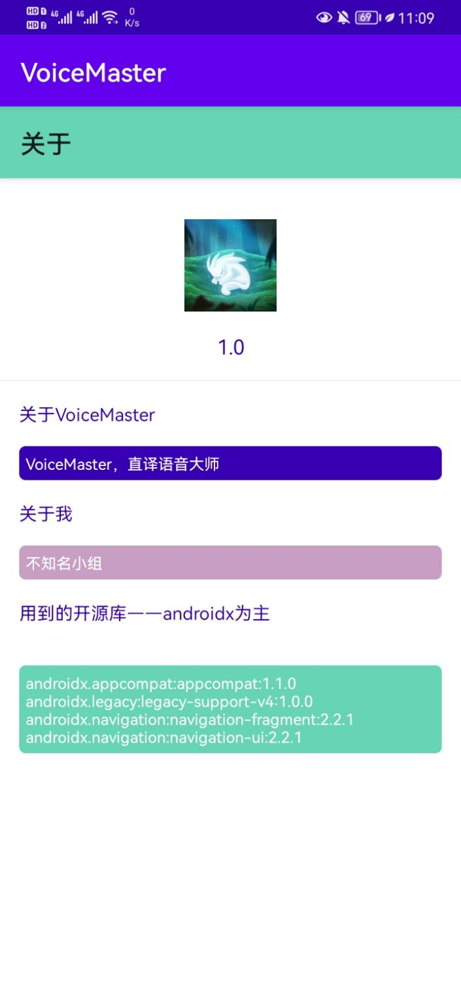 HD 1 4G 4G 0 69 11:09
HD 2 K/s
VoiceMaster
关于
1.0
关于VoiceMaster
VoiceMaster，直译语音大师
关于我
不知名小组
用到的开源库一一androidx为主
androidx.appcompat:appcompat:1.1.0
androidx.legacy:legacy-support-v4:1.0.0
androidx.navigation:navigation-fragment:2.2.1
androidx.navigation:navigation-ui:2.2.1